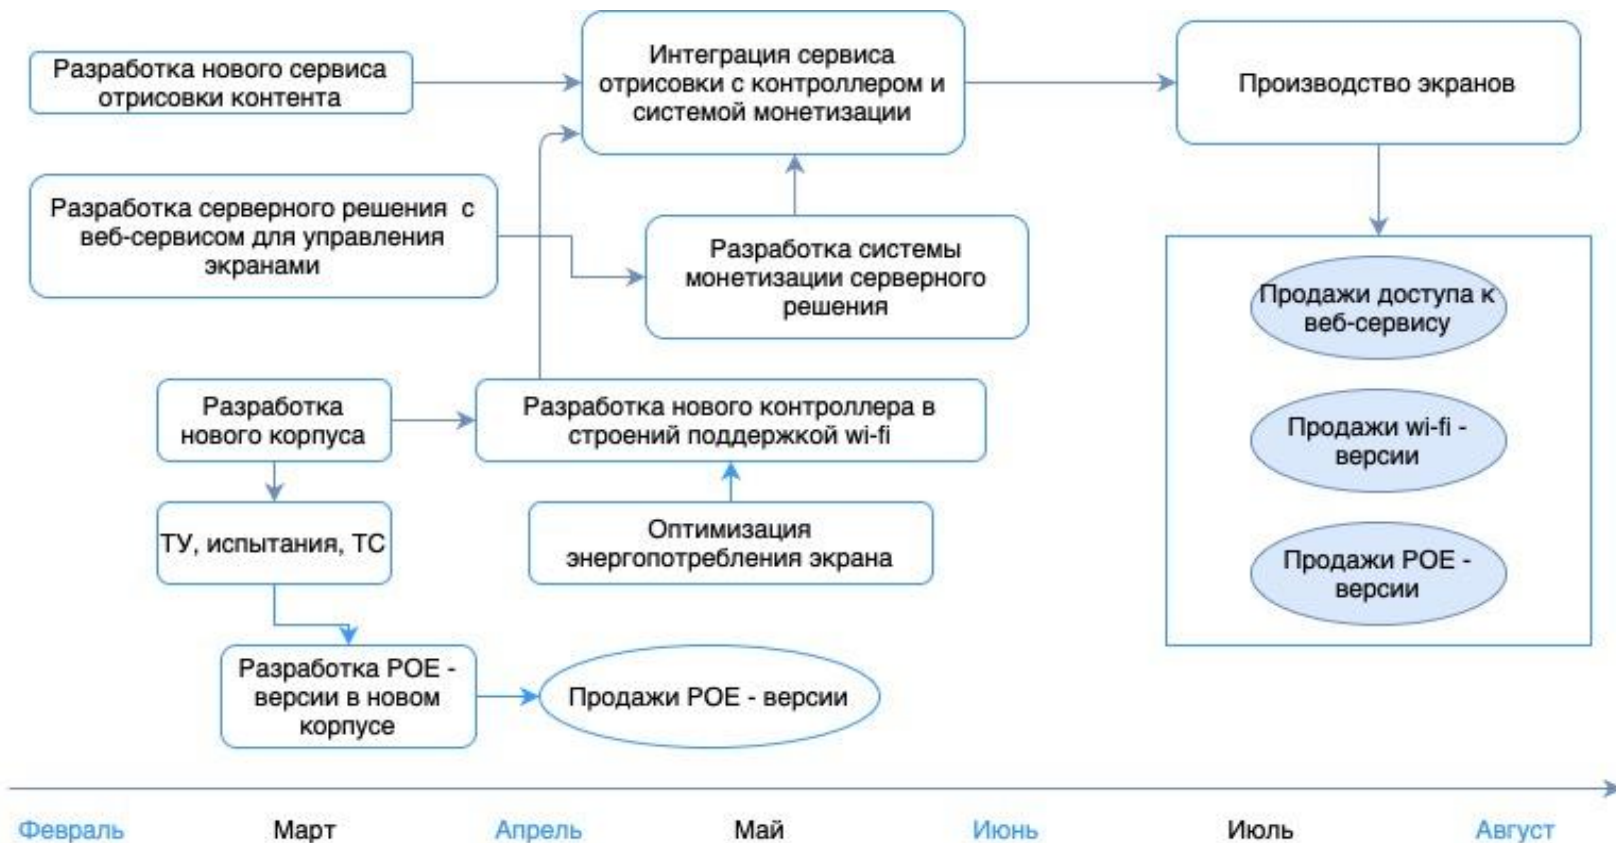 Разработка нового сервиса
отрисовки контента
Интеграция сервиса
отрисовки с контроллером и
системой монетизации
Производство экранов
Разработка серверного решения с
веб-сервисом для управления
экранами
Разработка системы
монетизации серверного
решения
Продажи доступа к
веб-сервису
Разработка
нового корпуса
Разработка нового контроллера в
строений поддержкой wi-fi
Продажи wi-fi -
версии
ТУ, испытания, ТС
Оптимизация
энергопотребления экрана
Продажи POE -
версии
Разработка POE -
версии в новом
корпусе
Продажи POE - версии
Февраль Март Апрель Май Июнь Июль Август